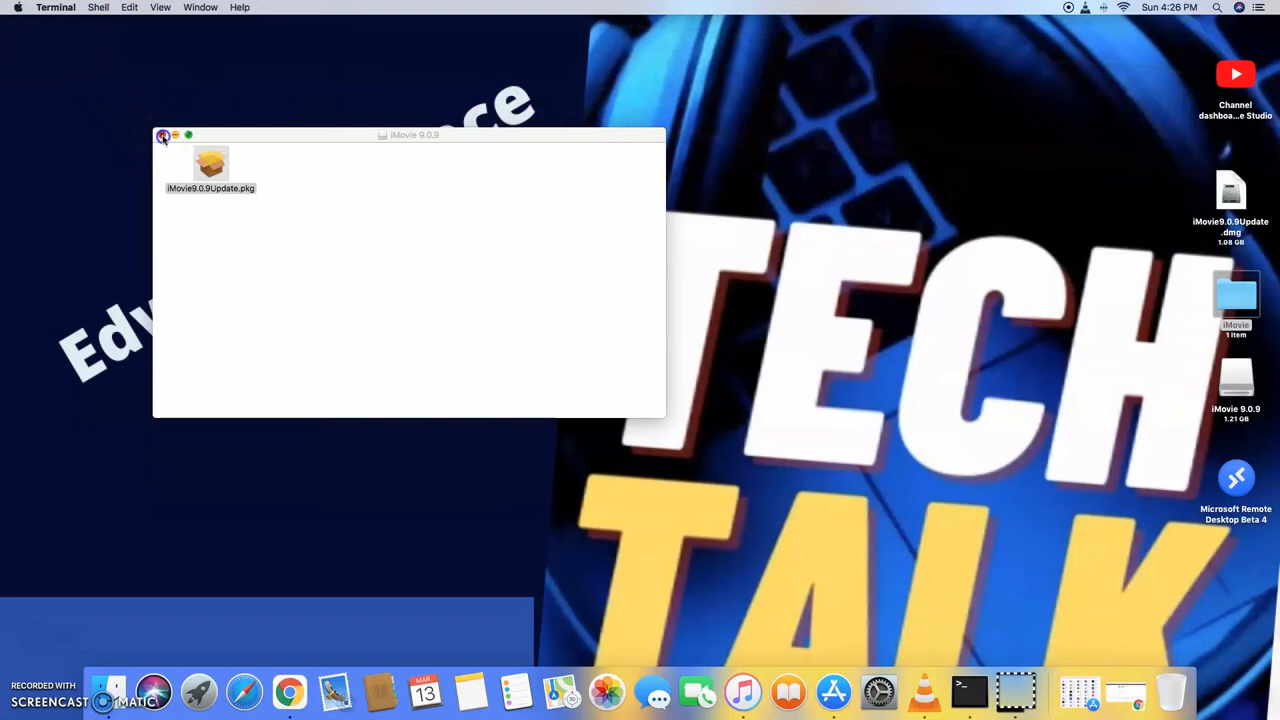 Terminal Shell Edit View Window Help
Sun 4:26 PM
iMovie 9.0.9
iMovie9.0.9Update.pkg
Channel
dashboa...e Studio
iMovie9.0.9Update
.dmg
1.08 GB
iMovie
1 item
iMovie 9.0.9
1.21 GB
Microsoft Remote
Desktop Beta 4
TECH
TALK
MAR
13
RECORDED WITH
SCREENCAST MATIC